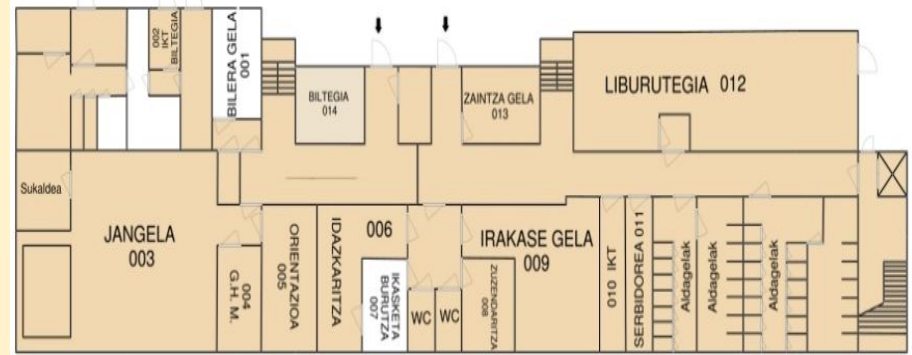 002
IKT
BILTEGIA
BILERA GELA
001
BILTEGIA
014
ZAINTZA GELA
013
LIBURUTEGIA 012
Sukaldea
JANGELA
003
004
G.H. M.
ORIENTAZIOA
005
IDAZKARITZA
006
IKASKETA
BURUTZA
007
WC
WC
IRAKASE GELA
009
ZUZENDARITZA
008
010 IKT
SERBIDOREA 011
Aldagelak
Aldagelak
Aldagelak